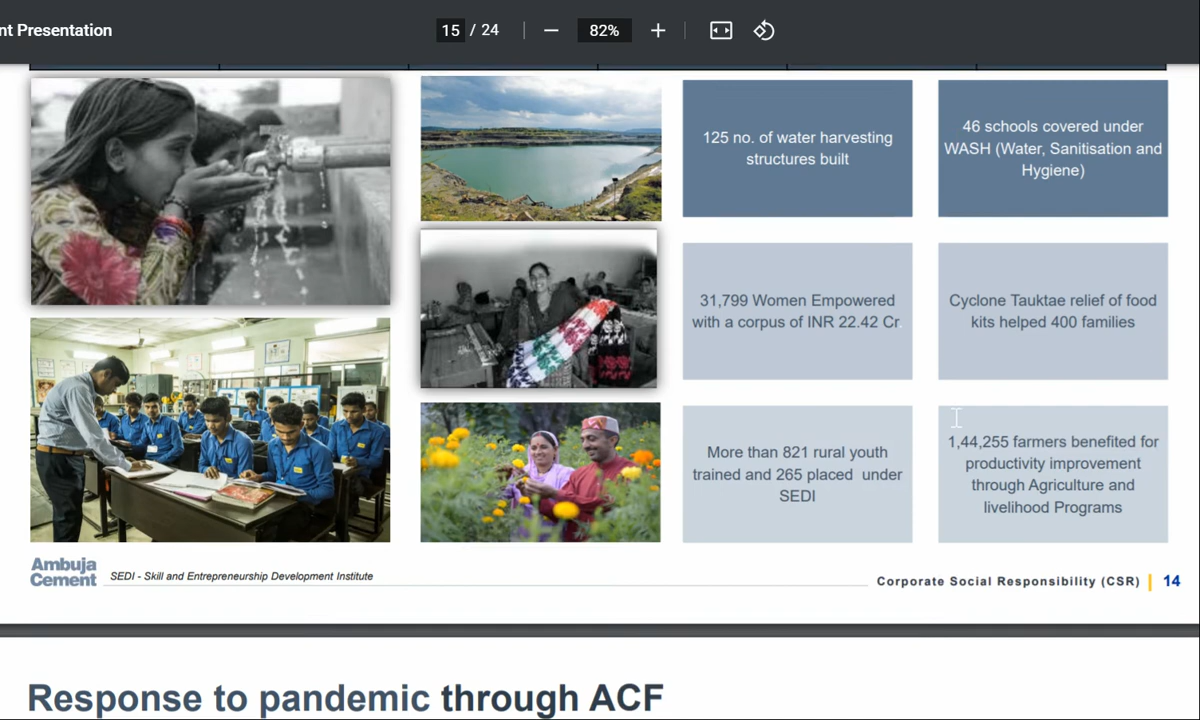 nt Presentation
15 / 24
82%
125 no. of water harvesting
structures built
46 schools covered under
WASH (Water, Sanitisation and
Hygiene)
31,799 Women Empowered
with a corpus of INR 22.42 Cr.
Cyclone Tauktae relief of food
kits helped 400 families
More than 821 rural youth
trained and 265 placed under
SEDI
1,44,255 farmers benefited for
productivity improvement
through Agriculture and
livelihood Programs
Ambuja
Cement
SEDI - Skill and Entrepreneurship Development Institute
Corporate Social Responsibility (CSR)
14
Response to pandemic through ACF